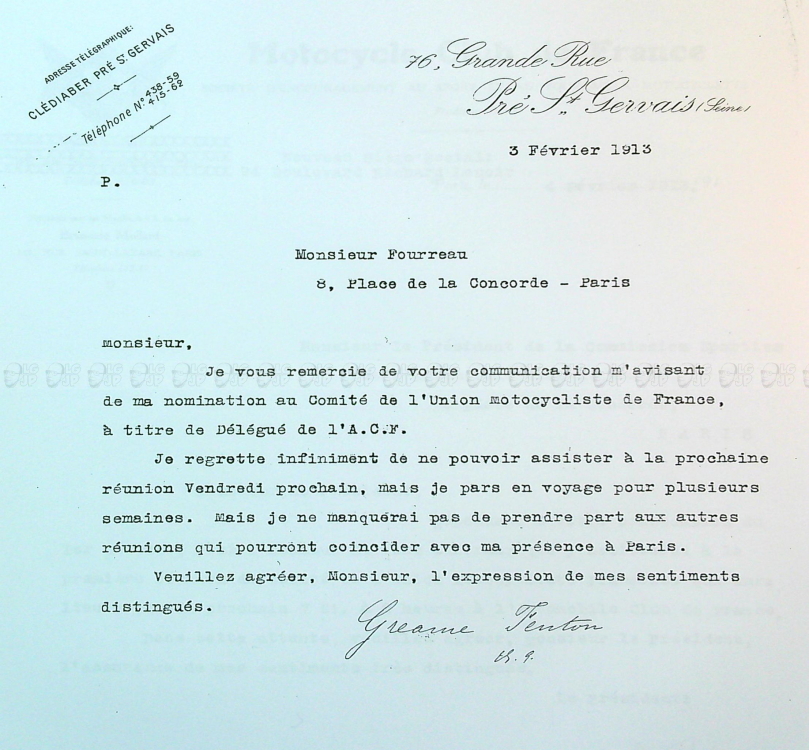 ADRESSE TÉLÉGRAPHIQUE:
CLÉDIABER PRÉ St GERVAIS
Téléphone Nos 438-59
415-62
76, Grande Rue
Pré St Gervais (Seine)
3 Février 1913
P.
Monsieur Fourreau
8, Place de la Concorde - Paris
monsieur,
Je vous remercie de votre communication m'avisant
de ma nomination au Comité de l'Union motocycliste de France,
à titre de Délégué de l'A.C.F.
Je regrette infiniment de ne pouvoir assister à la prochaine
réunion Vendredi prochain, mais je pars en voyage pour plusieurs
semaines. Mais je ne manquerai pas de prendre part aux autres
réunions qui pourront coincider avec ma présence à Paris.
Veuillez agréer, Monsieur, l'expression de mes sentiments
distingués.
Greame Fenton